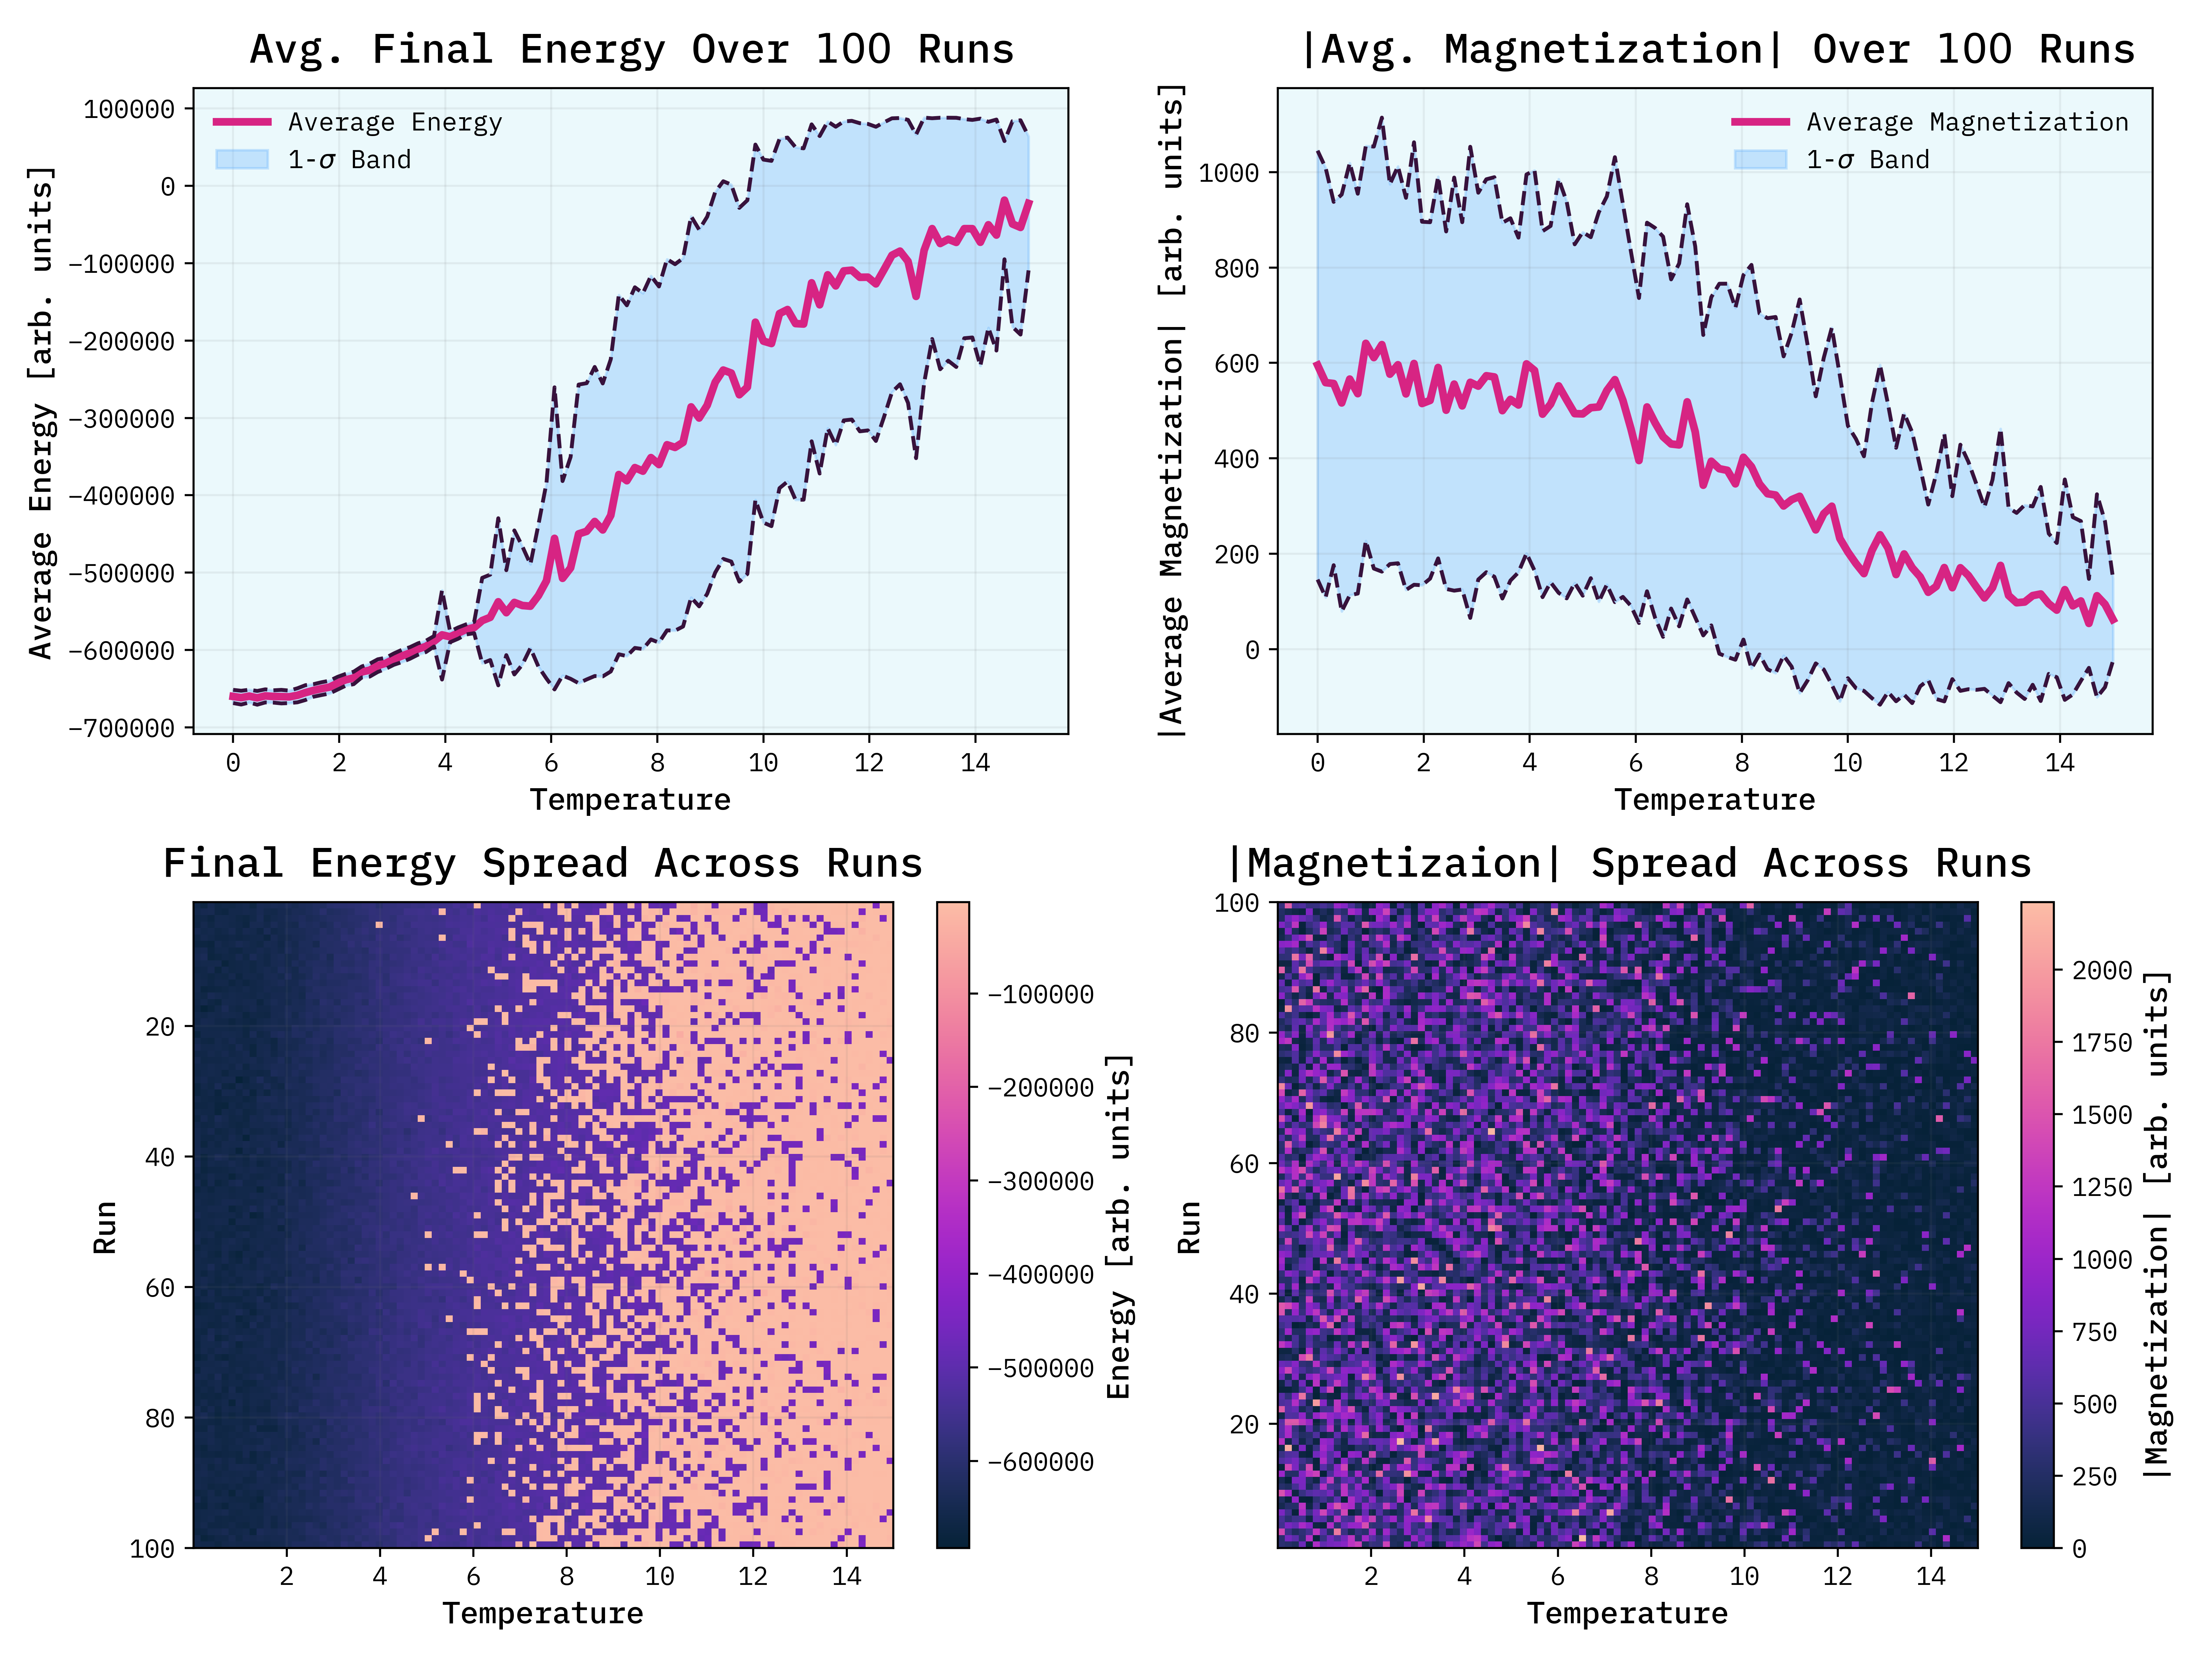 Avg. Final Energy Over 100 Runs
Average Energy [arb. units]
100000
0
−100000
−200000
−300000
−400000
−500000
−600000
−700000
Average Energy
1-σ Band
0 2 4 6 8 10 12 14
Temperature
|Avg. Magnetization| Over 100 Runs
|Average Magnetization| [arb. units]
1000
800
600
400
200
0
Average Magnetization
1-σ Band
0 2 4 6 8 10 12 14
Temperature
Final Energy Spread Across Runs
Run
20
40
60
80
100
2 4 6 8 10 12 14
Temperature
−100000
−200000
−300000
−400000
−500000
−600000
Energy [arb. units]
|Magnetizaion| Spread Across Runs
Run
100
80
60
40
20
2 4 6 8 10 12 14
Temperature
2000
1750
1500
1250
1000
750
500
250
0
|Magnetization| [arb. units]